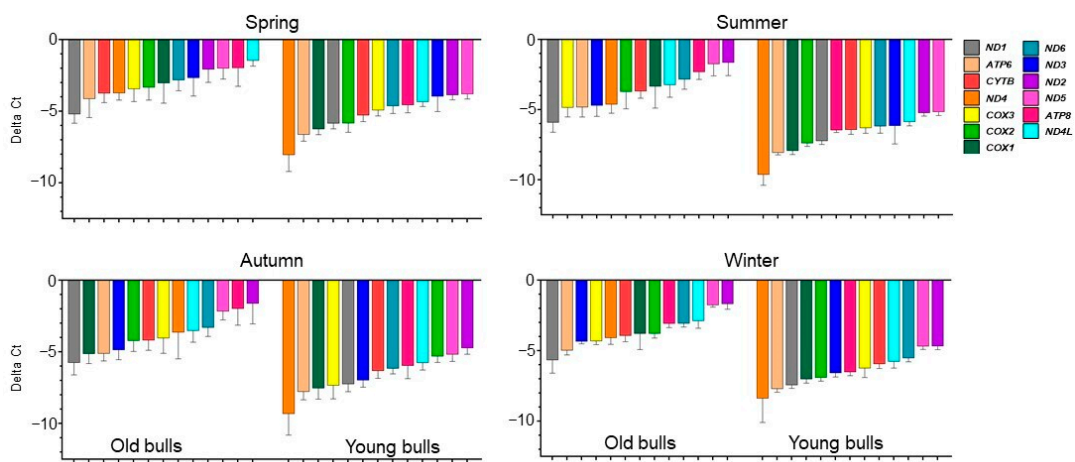 Spring
Summer
0
−5
−10
Delta Ct
0
−5
−10
ND1
ATP6
CYTB
ND4
COX3
COX2
COX1
ND6
ND3
ND2
ND5
ATP8
ND4L
Autumn
Winter
0
−5
−10
Delta Ct
0
−5
−10
Old bulls
Young bulls
Old bulls
Young bulls